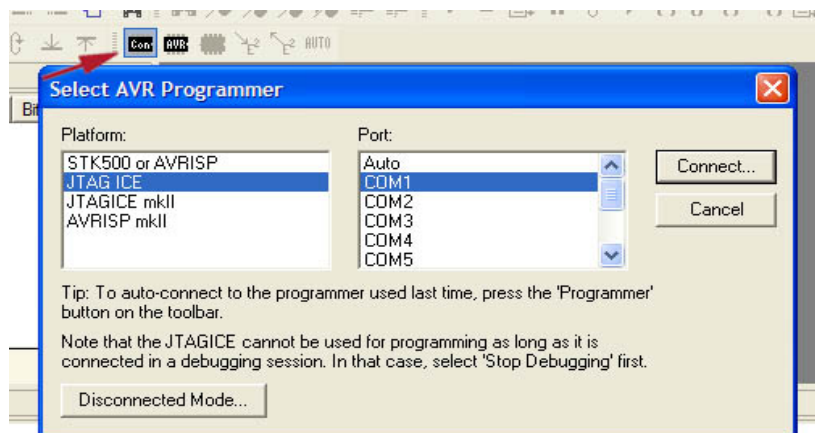 Con
AVR
AUTO
Select AVR Programmer
Platform:
Port:
STK500 or AVRISP
JTAG ICE
JTAGICE mkII
AVRISP mkII
Auto
COM1
COM2
COM3
COM4
COM5
Connect...
Cancel
Tip: To auto-connect to the programmer used last time, press the 'Programmer'
button on the toolbar.
Note that the JTAGICE cannot be used for programming as long as it is
connected in a debugging session. In that case, select 'Stop Debugging' first.
Disconnected Mode...